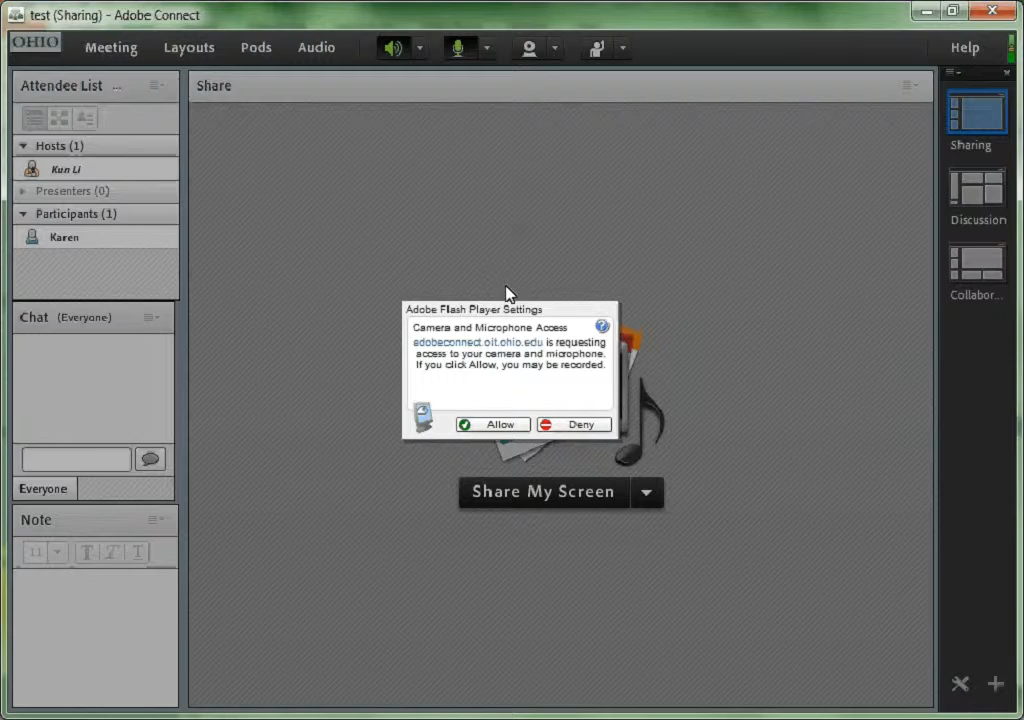 test (Sharing) - Adobe Connect
OHIO
Meeting Layouts Pods Audio Help
Attendee List ...
Hosts (1)
Kun Li
Presenters (0)
Participants (1)
Karen
Chat (Everyone)
Everyone
Note
11 T T T
Share
Adobe Flash Player Settings
Camera and Microphone Access
adobeconnect.oit.ohio.edu is requesting
access to your camera and microphone.
If you click Allow, you may be recorded.
Allow Deny
Share My Screen
Sharing
Discussion
Collabor...